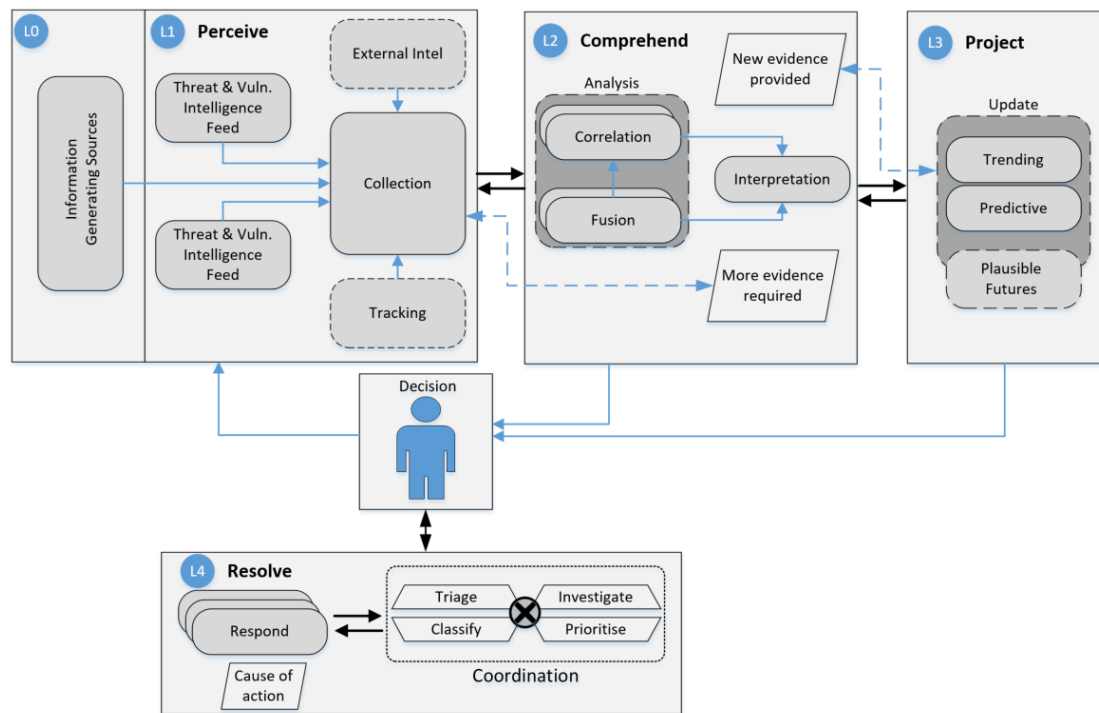 L0
Information
Generating Sources
L1
Perceive
Threat & Vuln.
Intelligence
Feed
Threat & Vuln.
Intelligence
Feed
External Intel
Collection
Tracking
L2
Comprehend
Analysis
Correlation
Fusion
New evidence
provided
Interpretation
More evidence
required
L3
Project
Update
Trending
Predictive
Plausible
Futures
Decision
L4
Resolve
Respond
Cause of
action
Triage
Investigate
Classify
Prioritise
Coordination